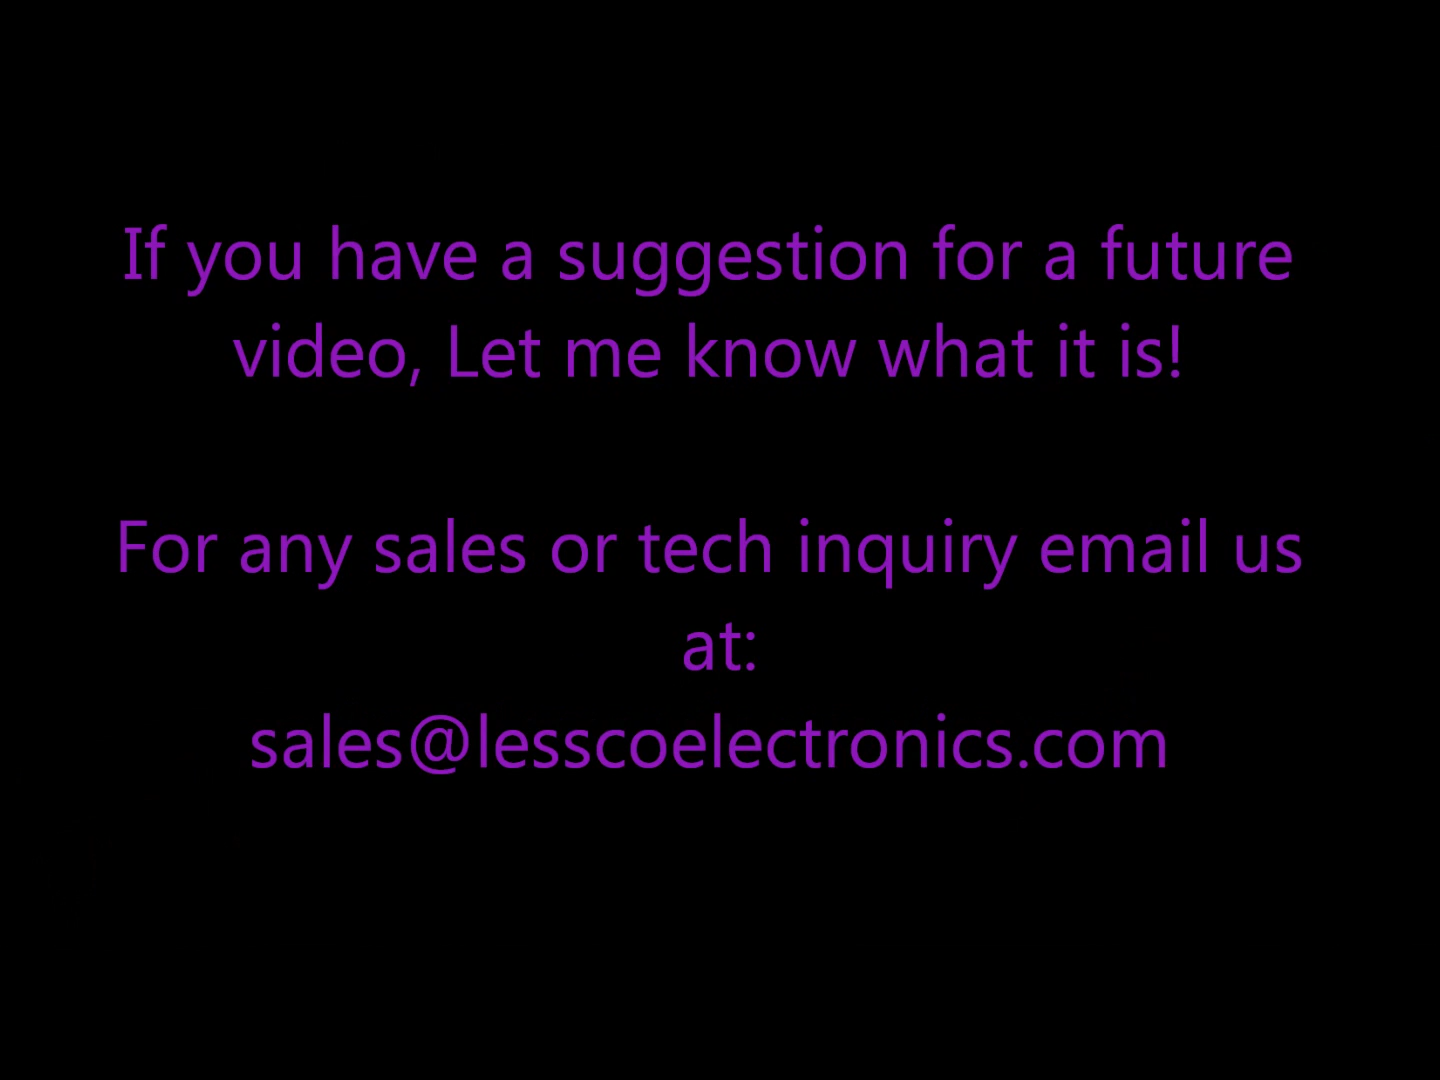 If you have a suggestion for a future
video, Let me know what it is!
For any sales or tech inquiry email us
at:
sales@lesscoelectronics.com